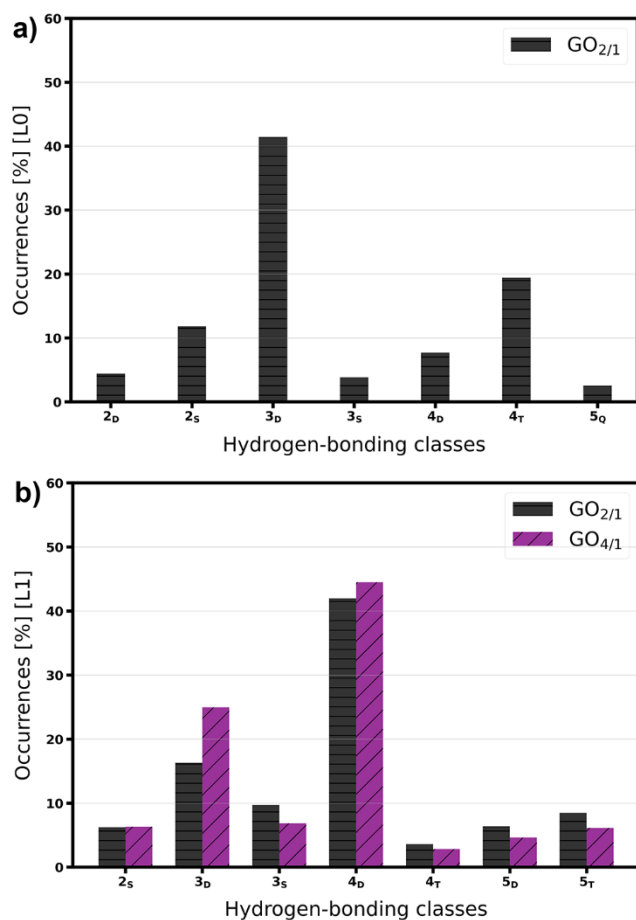 a)
60
50
40
30
20
10
0
Occurrences [%] [L0]
GO2/1
2D 2S 3D 3S 4D 4T 5Q
Hydrogen-bonding classes
b)
60
50
40
30
20
10
0
Occurrences [%] [L1]
GO2/1
GO4/1
2S 3D 3S 4D 4T 5D 5T
Hydrogen-bonding classes